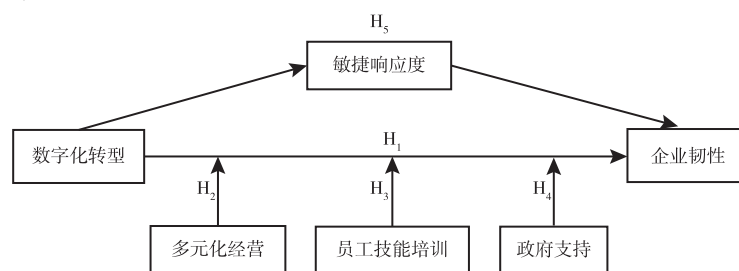 H5
敏捷响应度
数字化转型
H1
企业韧性
H2
H3
H4
多元化经营
员工技能培训
政府支持